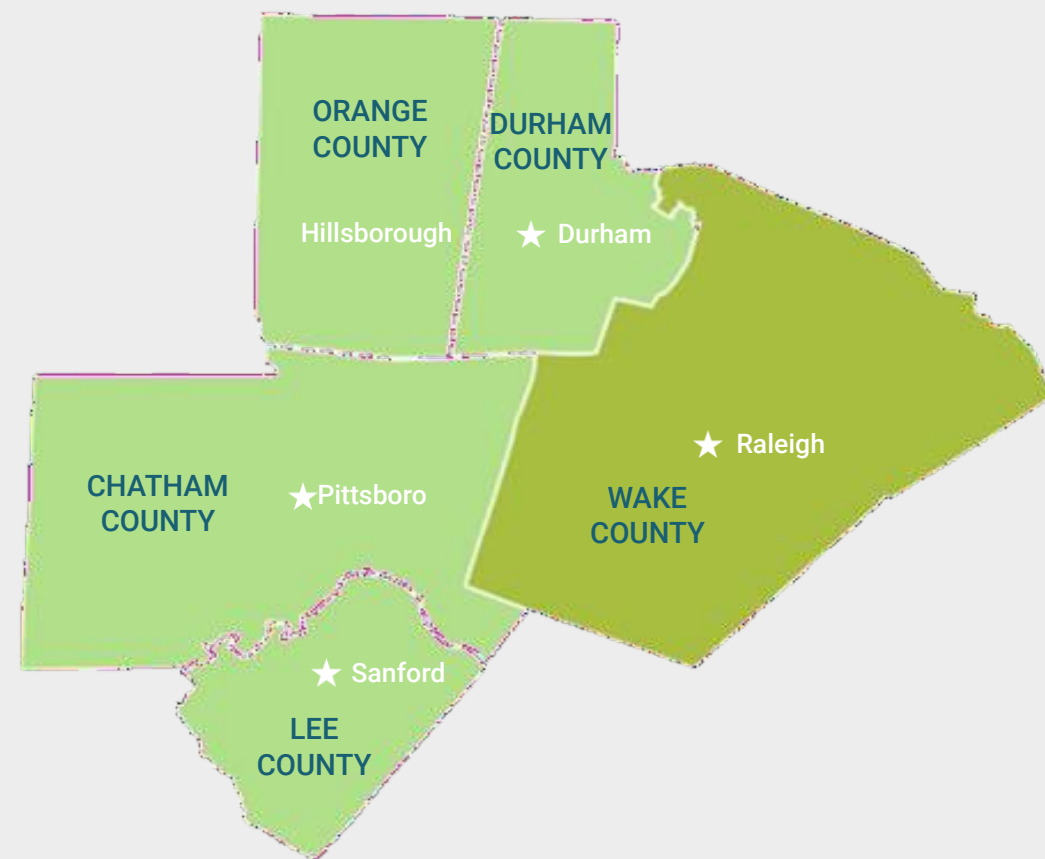 ORANGE
COUNTY
DURHAM
COUNTY
Hillsborough
Durham
Raleigh
CHATHAM
COUNTY
Pittsboro
WAKE
COUNTY
Sanford
LEE
COUNTY